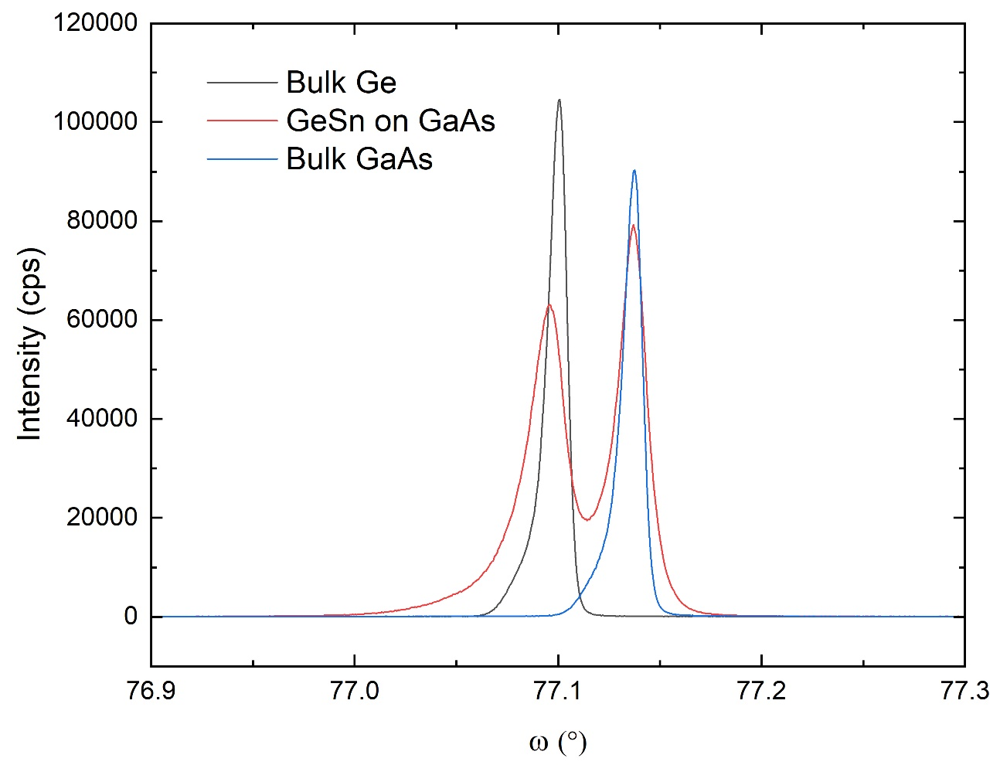 120000
100000
80000
60000
40000
20000
0
Intensity (cps)
Bulk Ge
GeSn on GaAs
Bulk GaAs
76.9 77.0 77.1 77.2 77.3
ω (°)